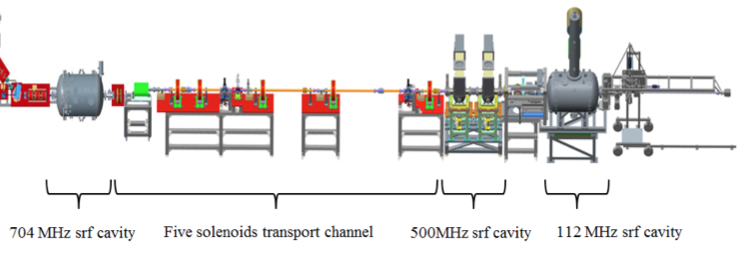 704 MHz srf cavity
Five solenoids transport channel
500MHz srf cavity
112 MHz srf cavity